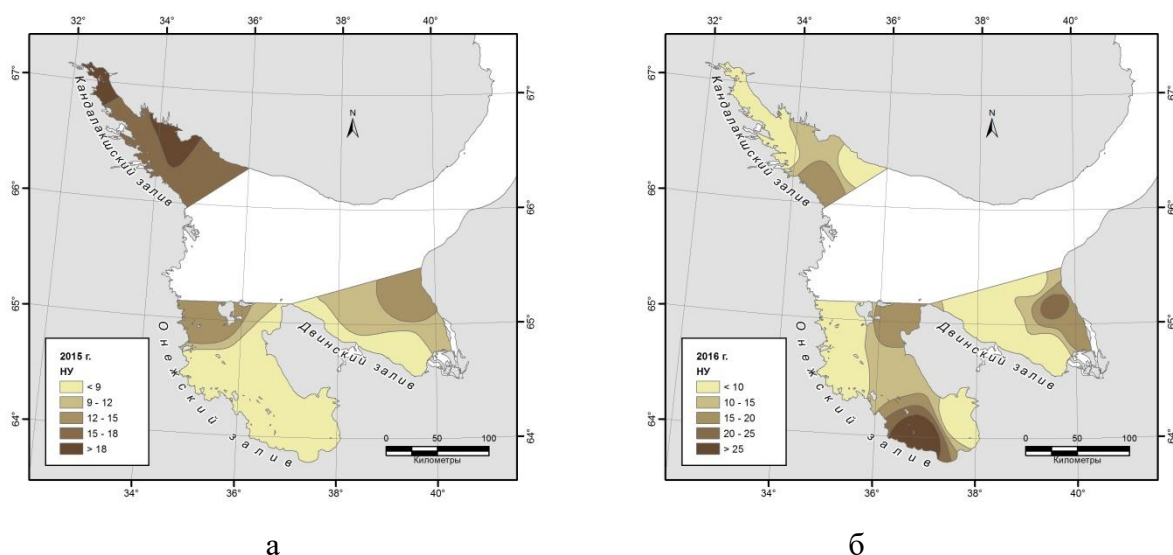 32° 34° 36° 38° 40°
67° 67°
66° 66°
65° 65°
64° 64°
34° 36° 38° 40°
N
Кандалакшский залив
Онежский залив
Двинский залив
2015 г.
НУ
< 9
9 - 12
12 - 15
15 - 18
> 18
100 50 0 100
Километры
а
32° 34° 36° 38° 40°
67° 67°
66° 66°
65° 65°
64° 64°
34° 36° 38° 40°
N
Кандалакшский залив
Онежский залив
Двинский залив
2016 г.
НУ
< 10
10 - 15
15 - 20
20 - 25
> 25
100 50 0 100
Километры
б